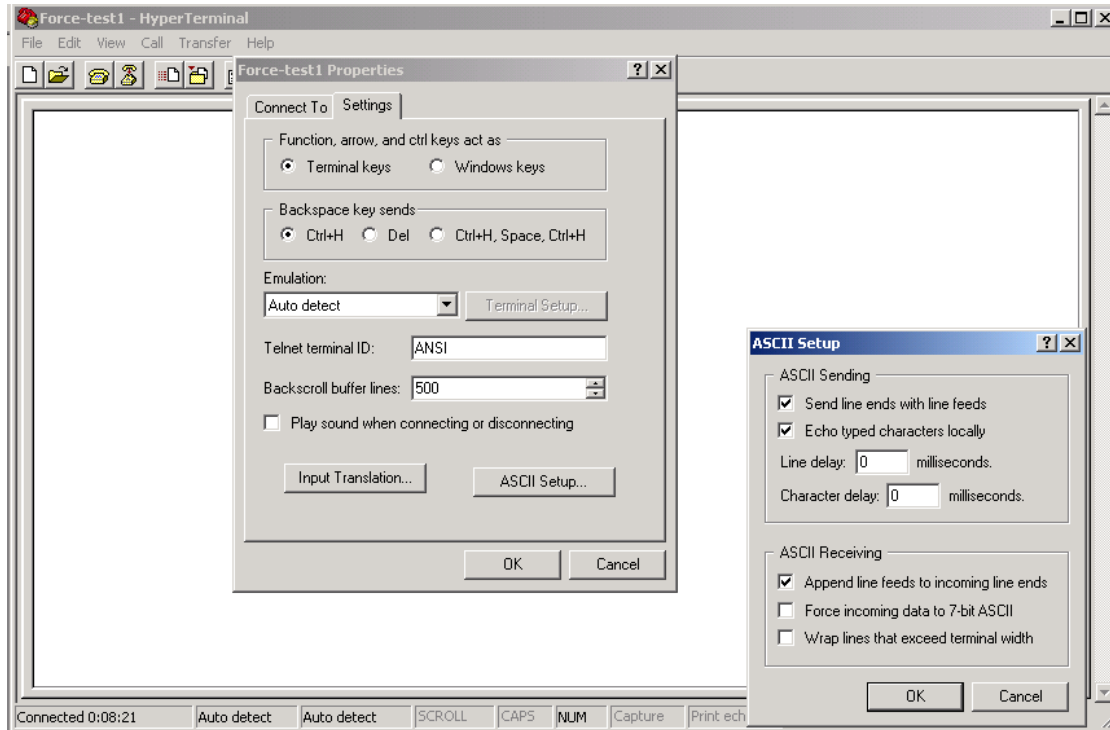 Force-test1 - HyperTerminal
File Edit View Call Transfer Help
Force-test1 Properties
Connect To Settings
Function, arrow, and ctrl keys act as
Terminal keys Windows keys
Backspace key sends
Ctrl+H Del Ctrl+H, Space, Ctrl+H
Emulation:
Auto detect Terminal Setup...
Telnet terminal ID: ANSI
Backscroll buffer lines: 500
Play sound when connecting or disconnecting
Input Translation... ASCII Setup...
OK Cancel
ASCII Setup
ASCII Sending
Send line ends with line feeds
Echo typed characters locally
Line delay: 0 milliseconds.
Character delay: 0 milliseconds.
ASCII Receiving
Append line feeds to incoming line ends
Force incoming data to 7-bit ASCII
Wrap lines that exceed terminal width
OK Cancel
Connected 0:08:21 Auto detect Auto detect SCROLL CAPS NUM Capture Print ech